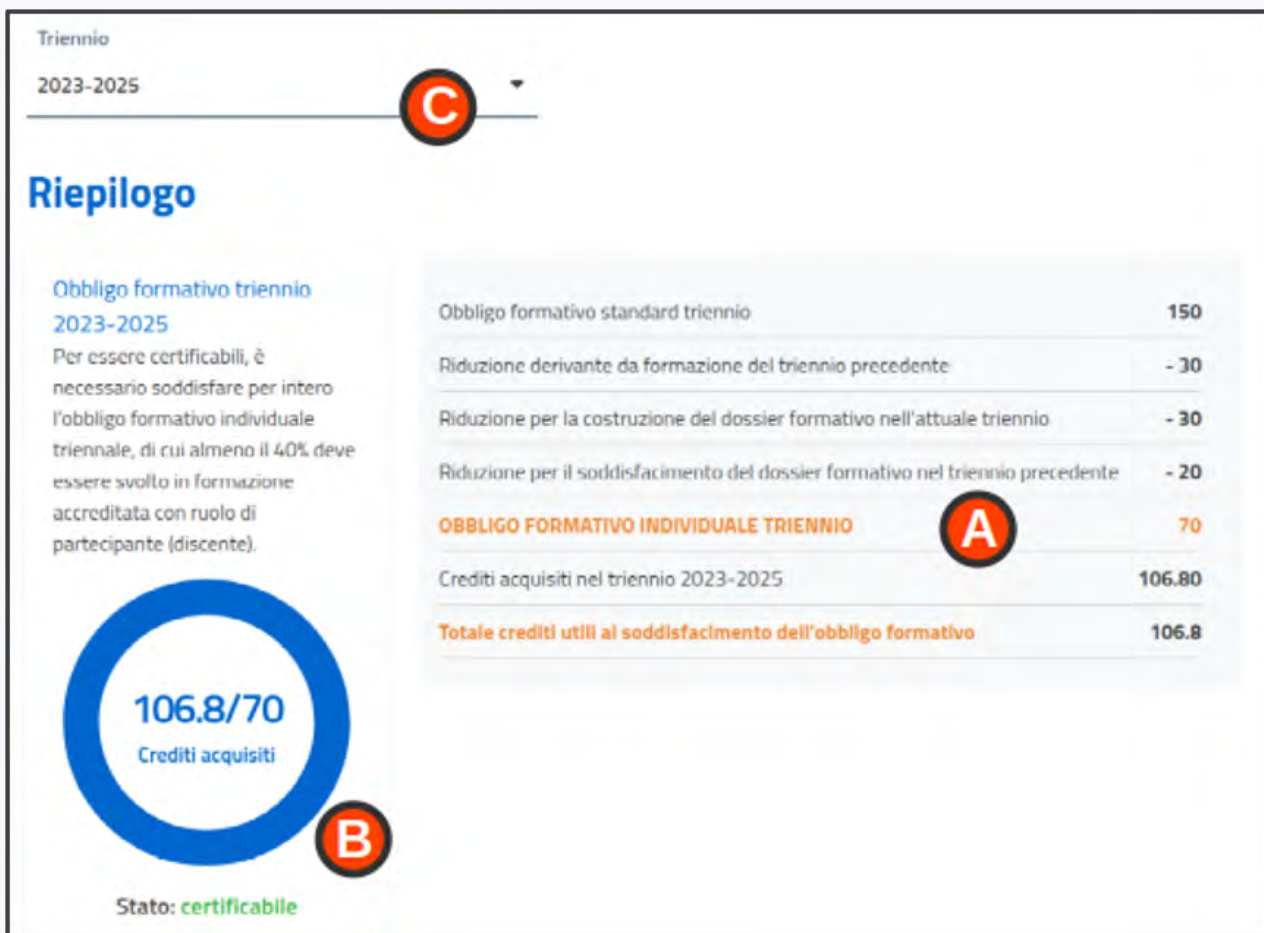 Triennio
2023-2025
C
Riepilogo
Obbligo formativo triennio
2023-2025
Per essere certificabili, è
necessario soddisfare per intero
l'obbligo formativo individuale
triennale, di cui almeno il 40% deve
essere svolto in formazione
accreditata con ruolo di
partecipante (discente).
106.8/70
Crediti acquisiti
B
Stato: certificabile
Obbligo formativo standard triennio 150
Riduzione derivante da formazione del triennio precedente - 30
Riduzione per la costruzione del dossier formativo nell'attuale triennio - 30
Riduzione per il soddisfacimento del dossier formativo nel triennio precedente - 20
OBBLIGO FORMATIVO INDIVIDUALE TRIENNIO A 70
Crediti acquisiti nel triennio 2023-2025 106.80
Totale crediti utili al soddisfacimento dell'obbligo formativo 106.8